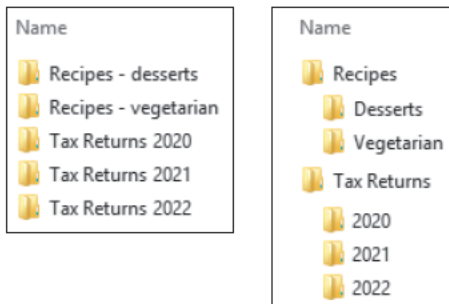 Name
Recipes - desserts
Recipes - vegetarian
Tax Returns 2020
Tax Returns 2021
Tax Returns 2022
Name
Recipes
Desserts
Vegetarian
Tax Returns
2020
2021
2022